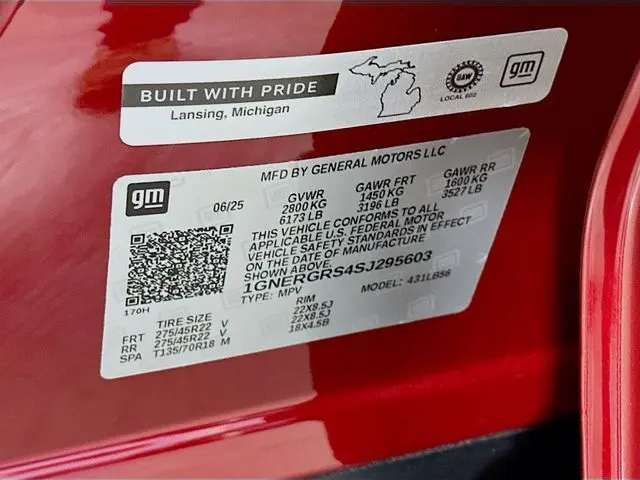 BUILT WITH PRIDE
Lansing, Michigan
UAW
LOCAL 602
gm
MFD BY GENERAL MOTORS LLC
gm
06/25
GVWR GAWR FRT GAWR RR
2800 KG 1450 KG 1600 KG
6173 LB 3196 LB 3527 LB
THIS VEHICLE CONFORMS TO ALL
APPLICABLE U.S. FEDERAL MOTOR
VEHICLE SAFETY STANDARDS IN EFFECT
ON THE DATE OF MANUFACTURE
SHOWN ABOVE.
1GNERGRS4SJ295603
TYPE: MPV MODEL: 431LB56
170H
TIRE SIZE RIM
FRT 275/45R22 V 22X8.5J
RR 275/45R22 V 22X8.5J
SPA T135/70R18 M 18X4.5B